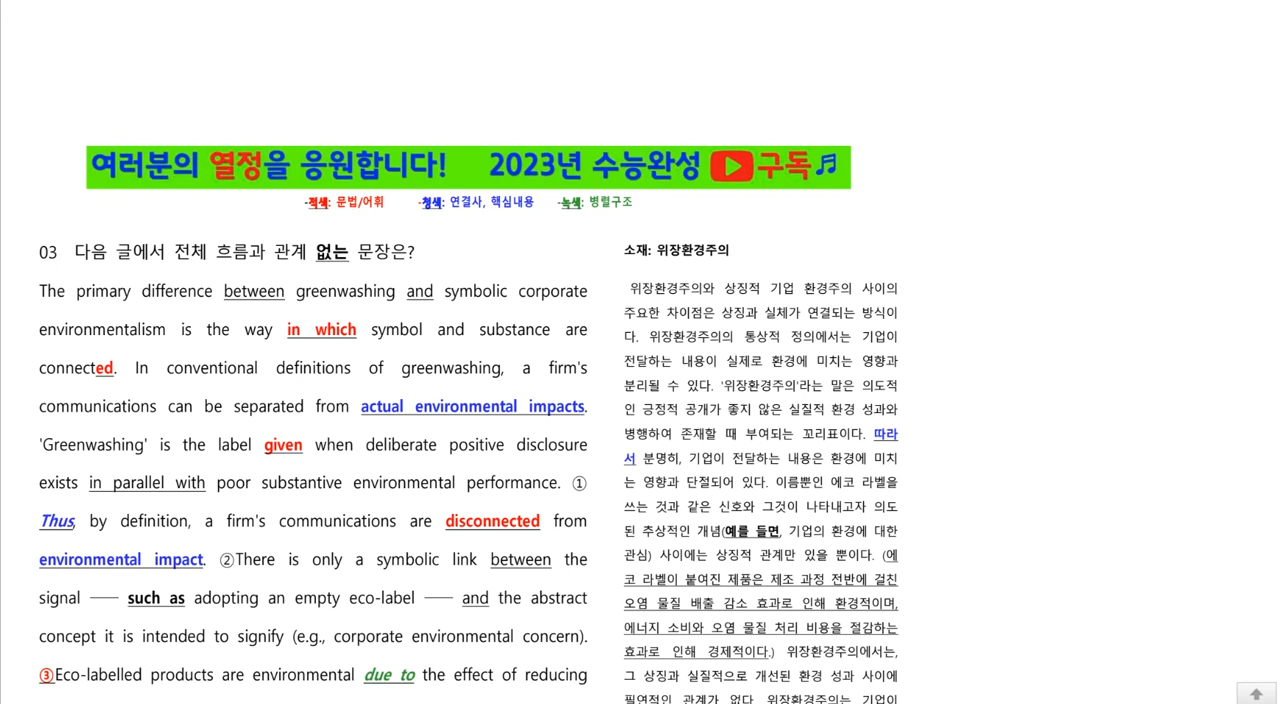 여러분의 열정을 응원합니다! 2023년 수능완성 구독
-적색: 문법/어휘 -청색: 연결사, 핵심내용 -녹색: 병렬구조
03 다음 글에서 전체 흐름과 관계 없는 문장은?
The primary difference between greenwashing and symbolic corporate
environmentalism is the way in which symbol and substance are
connected. In conventional definitions of greenwashing, a firm's
communications can be separated from actual environmental impacts.
'Greenwashing' is the label given when deliberate positive disclosure
exists in parallel with poor substantive environmental performance. ①
Thus, by definition, a firm's communications are disconnected from
environmental impact. ②There is only a symbolic link between the
signal ── such as adopting an empty eco-label ── and the abstract
concept it is intended to signify (e.g., corporate environmental concern).
③Eco-labelled products are environmental due to the effect of reducing
소재: 위장환경주의
위장환경주의와 상징적 기업 환경주의 사이의
주요한 차이점은 상징과 실체가 연결되는 방식이
다. 위장환경주의의 통상적 정의에서는 기업이
전달하는 내용이 실제로 환경에 미치는 영향과
분리될 수 있다. '위장환경주의'라는 말은 의도적
인 긍정적 공개가 좋지 않은 실질적 환경 성과와
병행하여 존재할 때 부여되는 꼬리표이다. 따라
서 분명히, 기업이 전달하는 내용은 환경에 미치
는 영향과 단절되어 있다. 이름뿐인 에코 라벨을
쓰는 것과 같은 신호와 그것이 나타내고자 의도
된 추상적인 개념(예를 들면, 기업의 환경에 대한
관심) 사이에는 상징적 관계만 있을 뿐이다. (에
코 라벨이 붙여진 제품은 제조 과정 전반에 걸친
오염 물질 배출 감소 효과로 인해 환경적이며,
에너지 소비와 오염 물질 처리 비용을 절감하는
효과로 인해 경제적이다.) 위장환경주의에서는,
그 상징과 실질적으로 개선된 환경 성과 사이에
필연적인 관계가 없다. 위장환경주의는 기업이